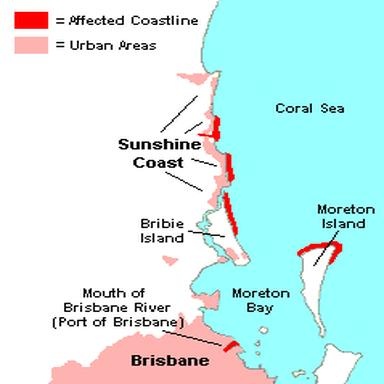 = Affected Coastline
= Urban Areas
Coral Sea
Sunshine
Coast
Moreton
Island
Bribie
Island
Mouth of
Brisbane River
(Port of Brisbane)
Moreton
Bay
Brisbane